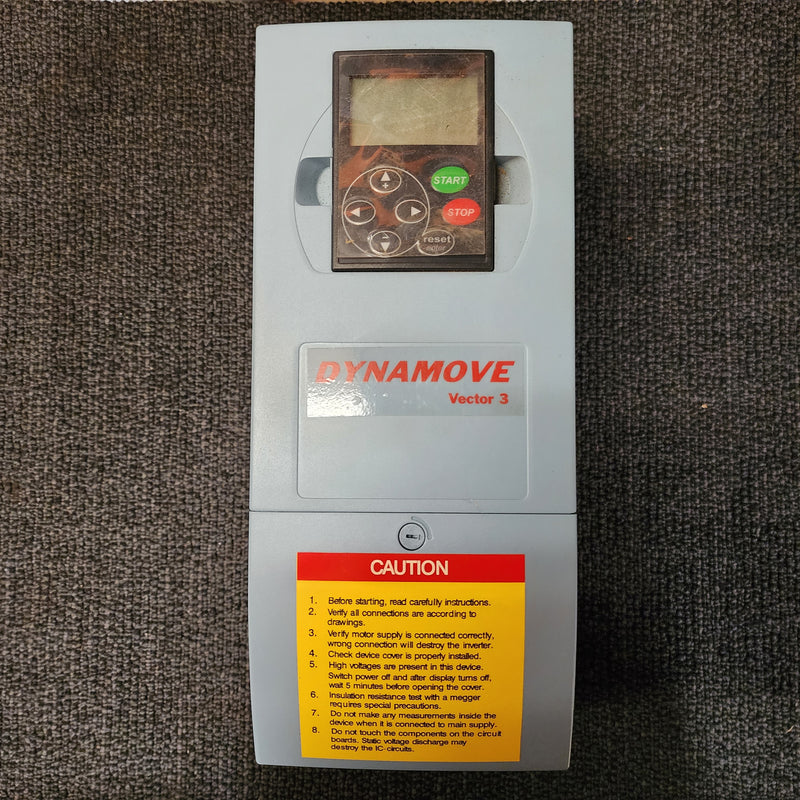 START
STOP
reset
DYNAMOVE
Vector 3
CAUTION
1. Before starting, read carefully instructions.
2. Verify all connections are according to
drawings.
3. Verify motor supply is connected correctly,
wrong connection will destroy the inverter.
4. Check device cover is properly installed.
5. High voltages are present in this device.
Switch power off and after display turns off,
wait 5 minutes before opening the cover.
6. Insulation resistance test with a megger
requires special precautions.
7. Do not make any measurements inside the
device when it is connected to main supply.
8. Do not touch the components on the circuit
boards. Static voltage discharge may
destroy the IC-circuits.